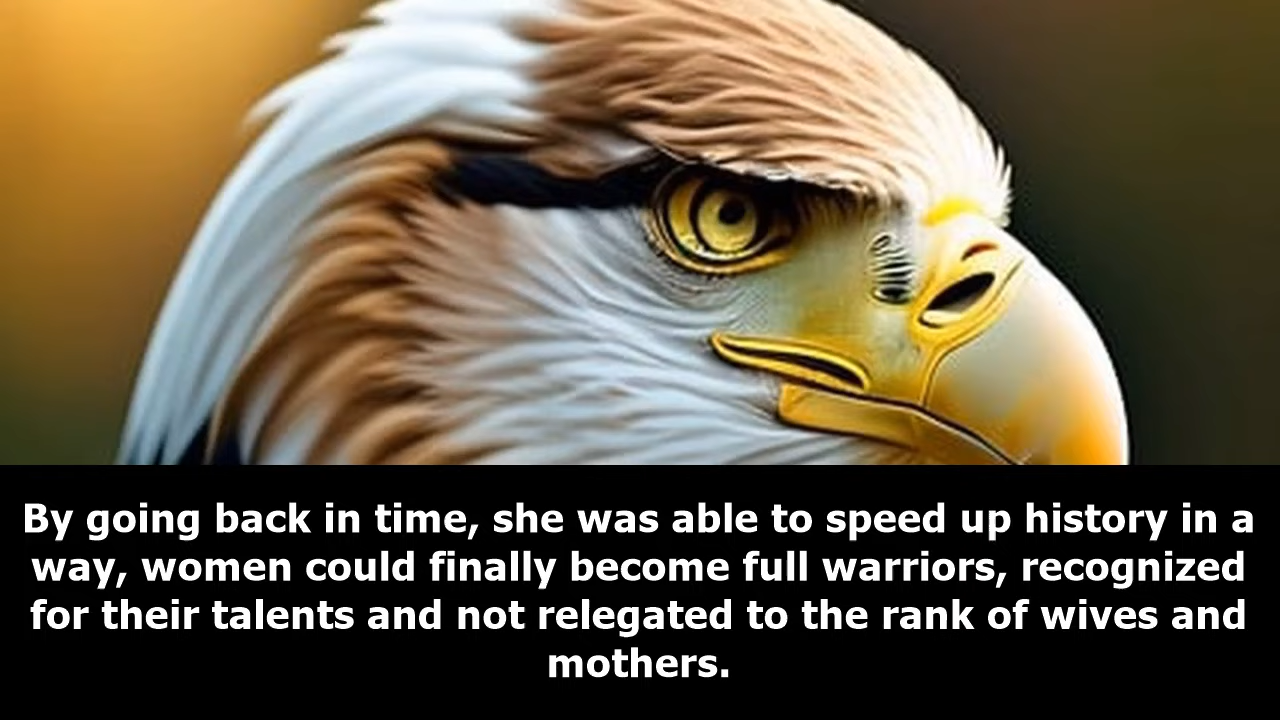 By going back in time, she was able to speed up history in a
way, women could finally become full warriors, recognized
for their talents and not relegated to the rank of wives and
mothers.